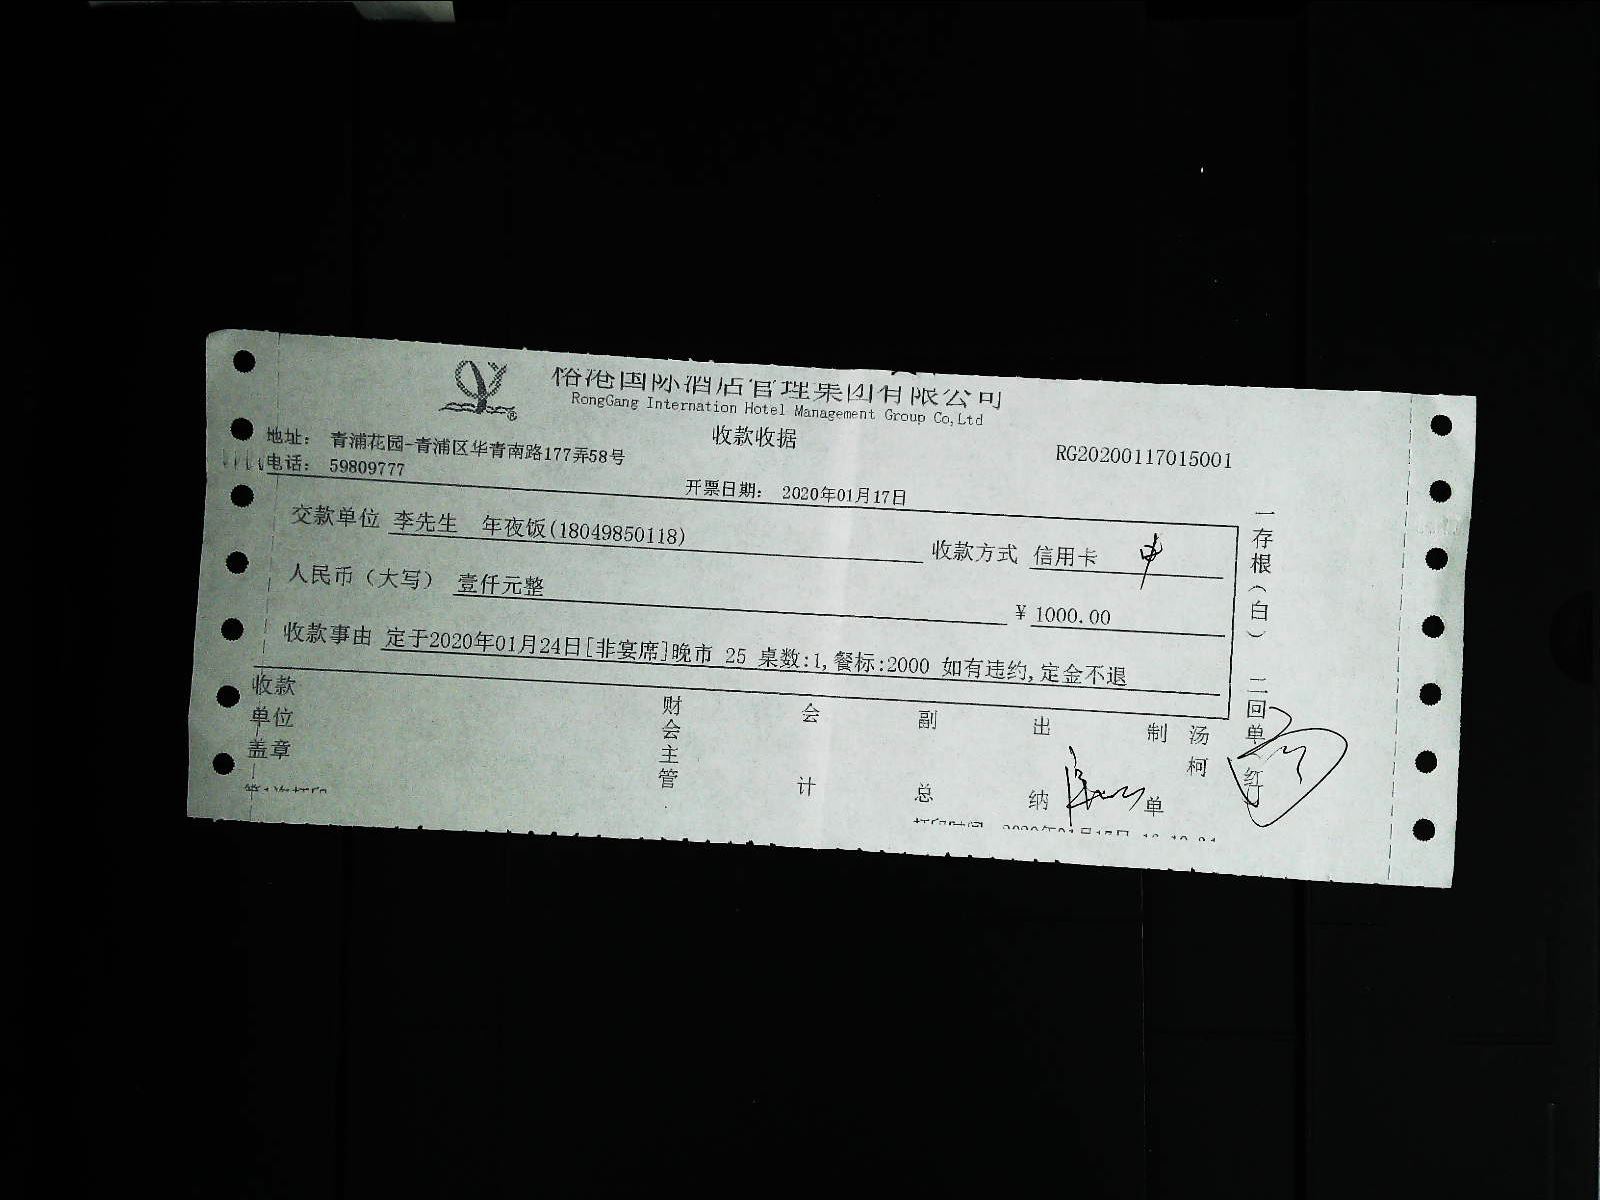 裕港国际酒店管理集团有限公司
RongGang Internation Hotel Management Group Co,Ltd
收款收据
地址： 青浦花园-青浦区华青南路177弄58号
RG20200117015001
电话： 59809777
开票日期： 2020年01月17日
交款单位 李先生 年夜饭(18049850118)
收款方式 信用卡
人民币（大写） 壹仟元整
¥ 1000.00
收款事由 定于2020年01月24日[非宴席]晚市 25 桌数:1,餐标:2000 如有违约,定金不退
收款单位盖章
财会主管
会计
副总
出纳
制单
汤柯
一存根（白） 二回单（红）